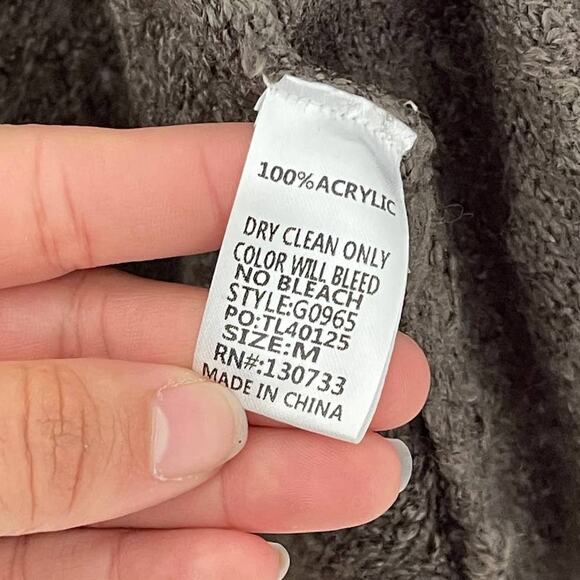 100%ACRYLIC
DRY CLEAN ONLY
COLOR WILL BLEED
NO BLEACH
STYLE:G0965
PO:TL40125
SIZE:M
RN#:130733
MADE IN CHINA